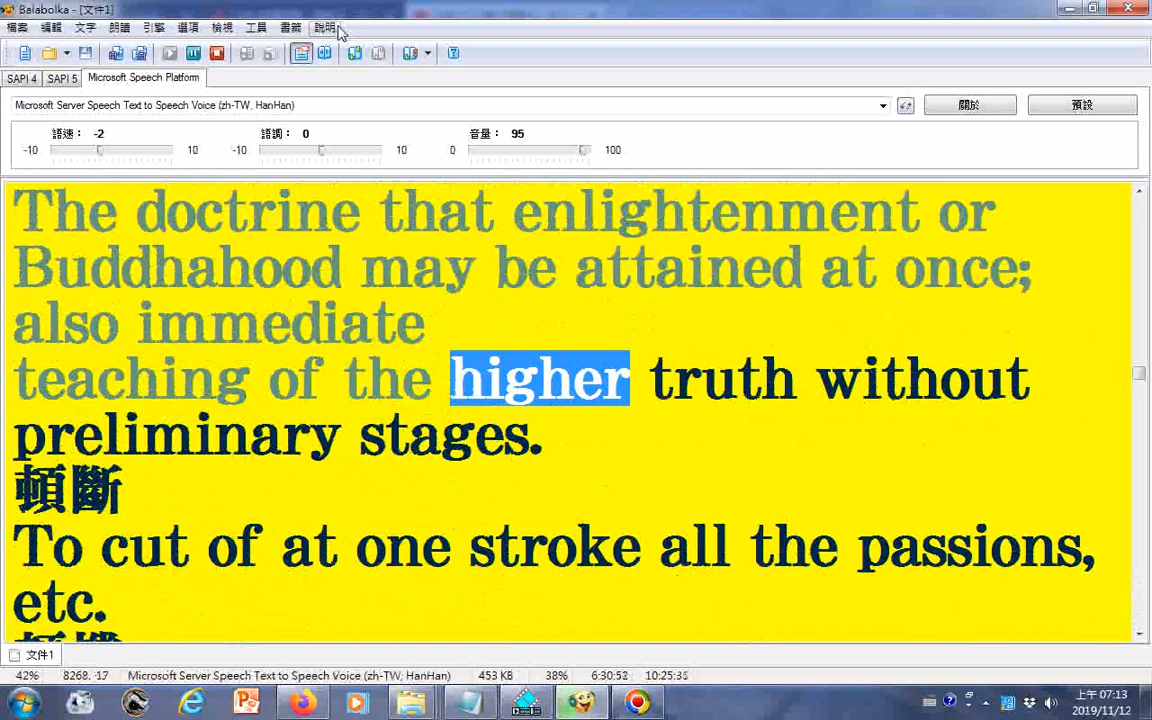 Balabolka - [文件1]
檔案 編輯 文字 朗讀 引擎 選項 檢視 工具 書籤 說明
SAPI 4 SAPI 5 Microsoft Speech Platform
Microsoft Server Speech Text to Speech Voice (zh-TW, HanHan) 關於 預設
語速： -2 語調： 0 音量： 95
-10 10 -10 10 0 100
The doctrine that enlightenment or
Buddhahood may be attained at once;
also immediate
teaching of the higher truth without
preliminary stages.
頓斷
To cut of at one stroke all the passions,
etc.
文件1
42% 8268. 17 Microsoft Server Speech Text to Speech Voice (zh-TW, HanHan) 453 KB 38% 6:30:52 10:25:35
上午 07:13
2019/11/12